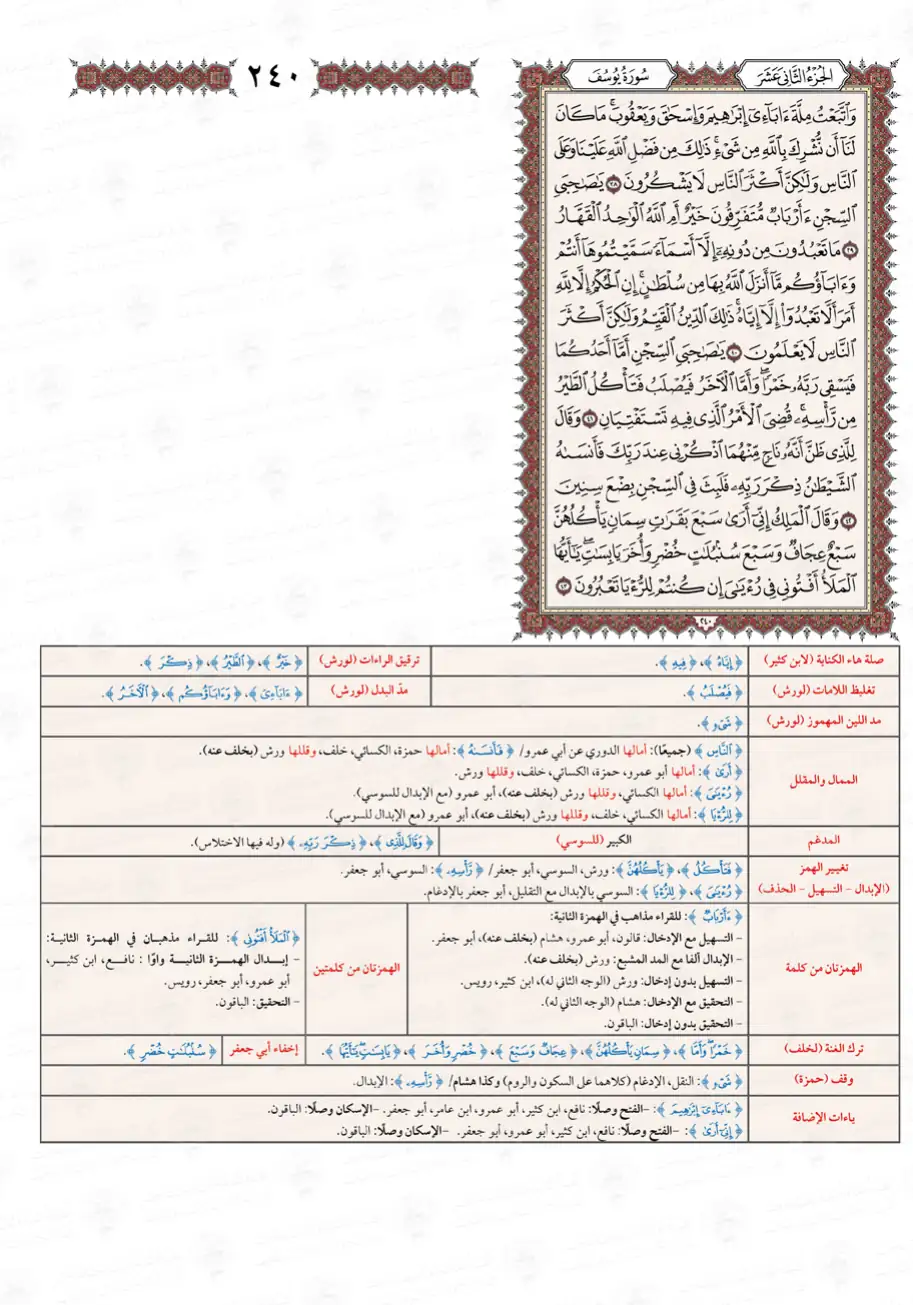 الجزء الثاني عشر
سورة يوسف
٢٤٠
وَٱتَّبَعْتُ مِلَّةَ ءَابَآءِىٓ إِبْرَٰهِيمَ وَإِسْحَٰقَ وَيَعْقُوبَ ۚ مَا كَانَ
لَنَآ أَن نُّشْرِكَ بِٱللَّهِ مِن شَىْءٍ ۚ ذَٰلِكَ مِن فَضْلِ ٱللَّهِ عَلَيْنَا وَعَلَى
ٱلنَّاسِ وَلَٰكِنَّ أَكْثَرَ ٱلنَّاسِ لَا يَشْكُرُونَ ٣٨ يَٰصَٰحِبَىِ
ٱلسِّجْنِ ءَأَرْبَابٌ مُّتَفَرِّقُونَ خَيْرٌ أَمِ ٱللَّهُ ٱلْوَٰحِدُ ٱلْقَهَّارُ
٣٩ مَا تَعْبُدُونَ مِن دُونِهِۦٓ إِلَّآ أَسْمَآءً سَمَّيْتُمُوهَآ أَنتُمْ
وَءَابَآؤُكُم مَّآ أَنزَلَ ٱللَّهُ بِهَا مِن سُلْطَٰنٍ ۚ إِنِ ٱلْحُكْمُ إِلَّا لِلَّهِ
أَمَرَ أَلَّا تَعْبُدُوٓا۟ إِلَّآ إِيَّاهُ ۚ ذَٰلِكَ ٱلدِّينُ ٱلْقَيِّمُ وَلَٰكِنَّ أَكْثَرَ
ٱلنَّاسِ لَا يَعْلَمُونَ ٤٠ يَٰصَٰحِبَىِ ٱلسِّجْنِ أَمَّآ أَحَدُكُمَا
فَيَسْقِى رَبَّهُۥ خَمْرًا ۖ وَأَمَّا ٱلْءَاخَرُ فَيُصْلَبُ فَتَأْكُلُ ٱلطَّيْرُ
مِن رَّأْسِهِۦ ۚ قُضِىَ ٱلْأَمْرُ ٱلَّذِى فِيهِ تَسْتَفْتِيَانِ ٤١ وَقَالَ
لِلَّذِى ظَنَّ أَنَّهُۥ نَاجٍ مِّنْهُمَا ٱذْكُرْنِى عِندَ رَبِّكَ فَأَنسَىٰهُ
ٱلشَّيْطَٰنُ ذِكْرَ رَبِّهِۦ فَلَبِثَ فِى ٱلسِّجْنِ بِضْعَ سِنِينَ
٤٢ وَقَالَ ٱلْمَلِكُ إِنِّىٓ أَرَىٰ سَبْعَ بَقَرَٰتٍ سِمَانٍ يَأْكُلُهُنَّ
سَبْعٌ عِجَافٌ وَسَبْعَ سُنۢبُلَٰتٍ خُضْرٍ وَأُخَرَ يَابِسَٰتٍ ۖ يَٰٓأَيُّهَا
ٱلْمَلَأُ أَفْتُونِى فِى رُءْيَٰىَ إِن كُنتُمْ لِلرُّءْيَا تَعْبُرُونَ ٤٣
٢٤٠
صلة هاء الكناية (لابن كثير) ﴿إِيَّاهُ﴾، ﴿فِيهِ﴾. ترقيق الراءات (لورش) ﴿خَيْرٌ﴾، ﴿ٱلطَّيْرُ﴾، ﴿ذِكْرَ﴾.
تغليظ اللامات (لورش) ﴿فَيُصْلَبُ﴾. مدّ البدل (لورش) ﴿ءَابَآءِىٓ﴾، ﴿وَءَابَآؤُكُم﴾، ﴿ٱلْءَاخَرُ﴾.
مد اللين المهموز (لورش) ﴿شَىْءٍ﴾.
الممال والمقلل
﴿ٱلنَّاسِ﴾ (جميعًا): أمالها الدوري عن أبي عمرو/ ﴿فَأَنسَىٰهُ﴾: أمالها حمزة، الكسائي، خلف، وقللها ورش (بخلف عنه).
﴿أَرَىٰ﴾: أمالها أبو عمرو، حمزة، الكسائي، خلف، وقللها ورش.
﴿رُءْيَٰىَ﴾: أمالها الكسائي، وقللها ورش (بخلف عنه)، أبو عمرو (مع الإبدال للسوسي).
﴿لِلرُّءْيَا﴾: أمالها الكسائي، خلف، وقللها ورش (بخلف عنه)، أبو عمرو (مع الإبدال للسوسي).
المدغم الكبير (للسوسي) ﴿وَقَالَ لِلَّذِى﴾، ﴿ذِكْرَ رَبِّهِۦ﴾ (وله فيها الاختلاس).
تغيير الهمز ﴿فَتَأْكُلُ﴾، ﴿يَأْكُلُهُنَّ﴾: ورش، السوسي، أبو جعفر/ ﴿رَّأْسِهِۦ﴾: السوسي، أبو جعفر.
(الإبدال - التسهيل - الحذف) ﴿رُءْيَٰىَ﴾، ﴿لِلرُّءْيَا﴾: السوسي بالإبدال مع التقليل، أبو جعفر بالإدغام.
الهمزتان من كلمة
﴿ءَأَرْبَابٌ﴾: للقراء مذاهب في الهمزة الثانية:
- التسهيل مع الإدخال: قالون، أبو عمرو، هشام (بخلف عنه)، أبو جعفر.
- الإبدال ألفا مع المد المشبع: ورش (بخلف عنه).
- التسهيل بدون إدخال: ورش (الوجه الثاني له)، ابن كثير، رويس.
- التحقيق مع الإدخال: هشام (الوجه الثاني له).
- التحقيق بدون إدخال: الباقون.
الهمزتان من كلمتين
﴿ٱلْمَلَأُ أَفْتُونِى﴾: للقراء مذهبان في الهمزة الثانية:
- إبدال الهمزة الثانية واوًا: نافع، ابن كثير،
أبو عمرو، أبو جعفر، رويس.
- التحقيق: الباقون.
ترك الغنة (لخلف) ﴿خَمْرًا ۖ وَأَمَّا﴾، ﴿سِمَانٍ يَأْكُلُهُنَّ﴾، ﴿عِجَافٌ وَسَبْعَ﴾، ﴿خُضْرٍ وَأُخَرَ﴾، ﴿يَابِسَٰتٍ ۖ يَٰٓأَيُّهَا﴾. إخفاء أبي جعفر ﴿سُنۢبُلَٰتٍ خُضْرٍ﴾.
وقف (حمزة) ﴿شَىْءٍ﴾: النقل، الإدغام (كلاهما على السكون والروم) وكذا هشام/ ﴿رَّأْسِهِۦ﴾: الإبدال.
ياءات الإضافة
﴿ءَابَآءِىٓ إِبْرَٰهِيمَ﴾: -الفتح وصلًا: نافع، ابن كثير، أبو عمرو، ابن عامر، أبو جعفر. -الإسكان وصلًا: الباقون.
﴿إِنِّىٓ أَرَىٰ﴾: -الفتح وصلًا: نافع، ابن كثير، أبو عمرو، أبو جعفر. -الإسكان وصلًا: الباقون.